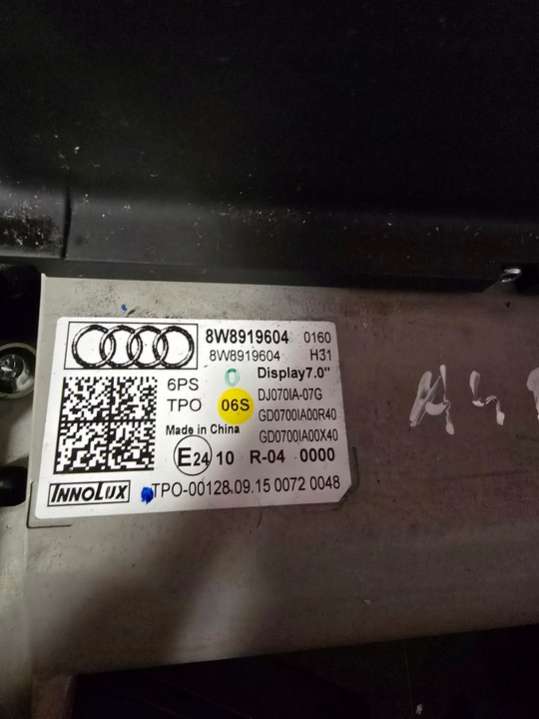 8W8919604 0160
8W8919604 H31
Display7.0"
6PS
DJ070IA-07G
TPO 06S
GD0700IA00R40
Made in China
GD0700IA00X40
E24 10 R-04 0000
INNOLUX TPO-00128.09.15 0072 0048
A4